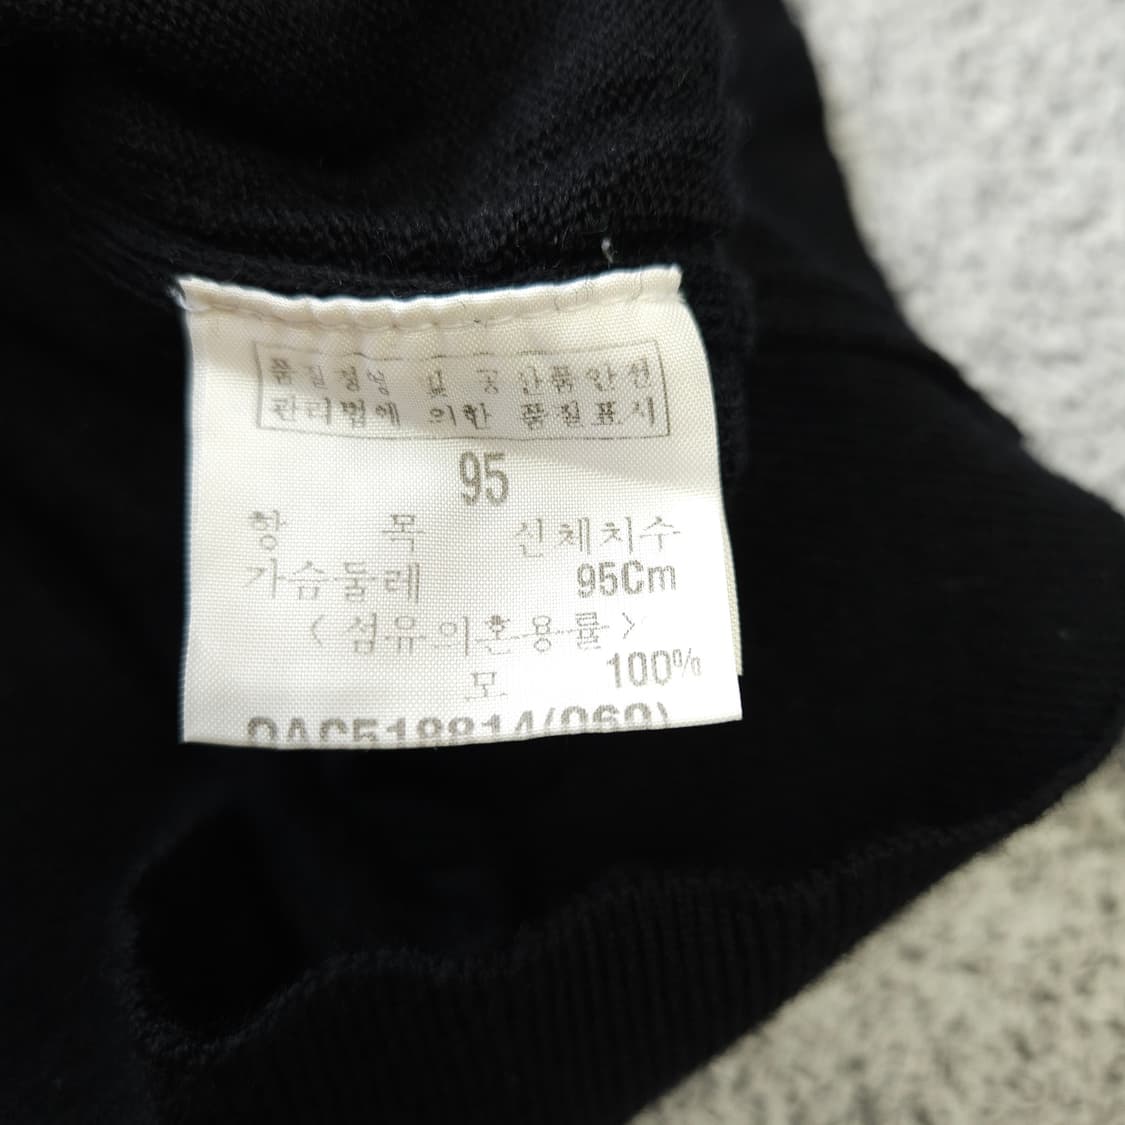 품질경영 및 공산품안전
관리법에 의한 품질표시
95
항 목 신체치수
가슴둘레 95Cm
< 섬유의혼용률>
모 100%